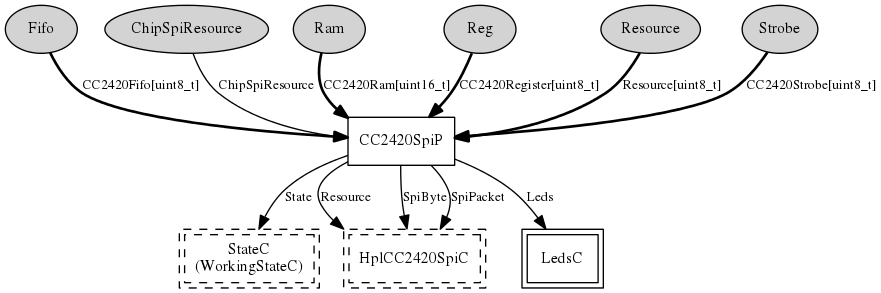 Fifo
ChipSpiResource
Ram
Reg
Resource
Strobe
CC2420Fifo[uint8_t]
ChipSpiResource
CC2420Ram[uint16_t]
CC2420Register[uint8_t]
Resource[uint8_t]
CC2420Strobe[uint8_t]
CC2420SpiP
State
Resource
SpiByte
SpiPacket
Leds
StateC
(WorkingStateC)
HplCC2420SpiC
LedsC